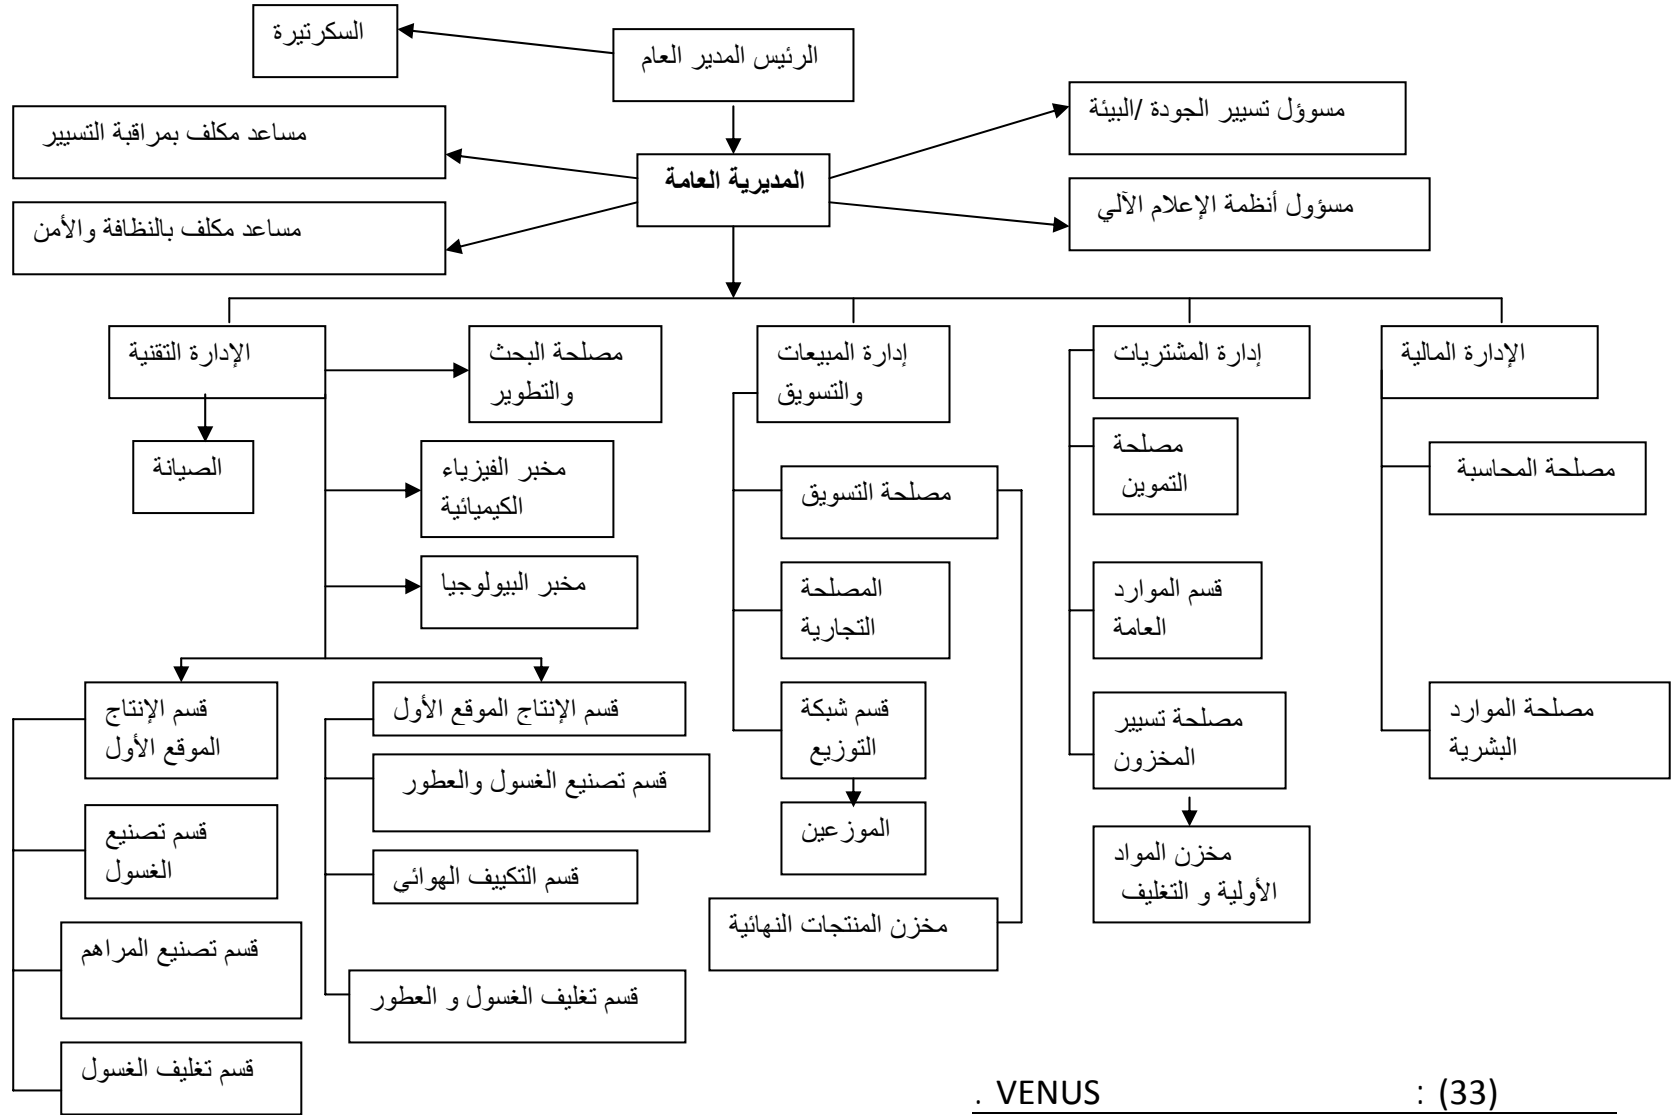 السكرتيرة
الرئيس المدير العام
مسوؤل تسيير الجودة /البيئة
مساعد مكلف بمراقبة التسيير
المديرية العامة
مسؤول أنظمة الإعلام الآلي
مساعد مكلف بالنظافة والأمن
الإدارة المالية
إدارة المشتريات
إدارة المبيعات
والتسويق
مصلحة البحث
والتطوير
الإدارة التقنية
مصلحة المحاسبة
مصلحة
التموين
مصلحة التسويق
مخبر الفيزياء
الكيميائية
الصيانة
قسم الموارد
العامة
المصلحة
التجارية
مخبر البيولوجيا
مصلحة الموارد
البشرية
مصلحة تسيير
المخزون
قسم شبكة
التوزيع
قسم الإنتاج الموقع الأول
قسم الإنتاج
الموقع الأول
مخزن المواد
الأولية و التغليف
الموزعين
قسم تصنيع الغسول والعطور
قسم تصنيع
الغسول
قسم التكييف الهوائي
مخزن المنتجات النهائية
قسم تصنيع المراهم
قسم تغليف الغسول و العطور
قسم تغليف الغسول
(33) : VENUS .